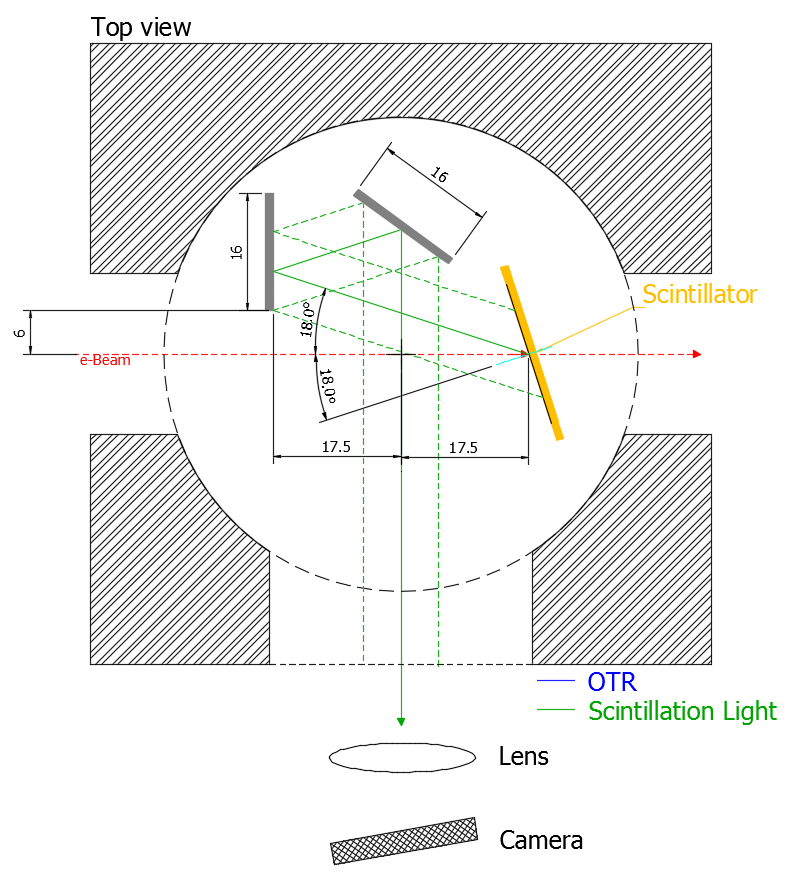 Top view
16
16
Scintillator
6
18.0°
e-Beam
18.0°
17.5
17.5
OTR
Scintillation Light
Lens
Camera